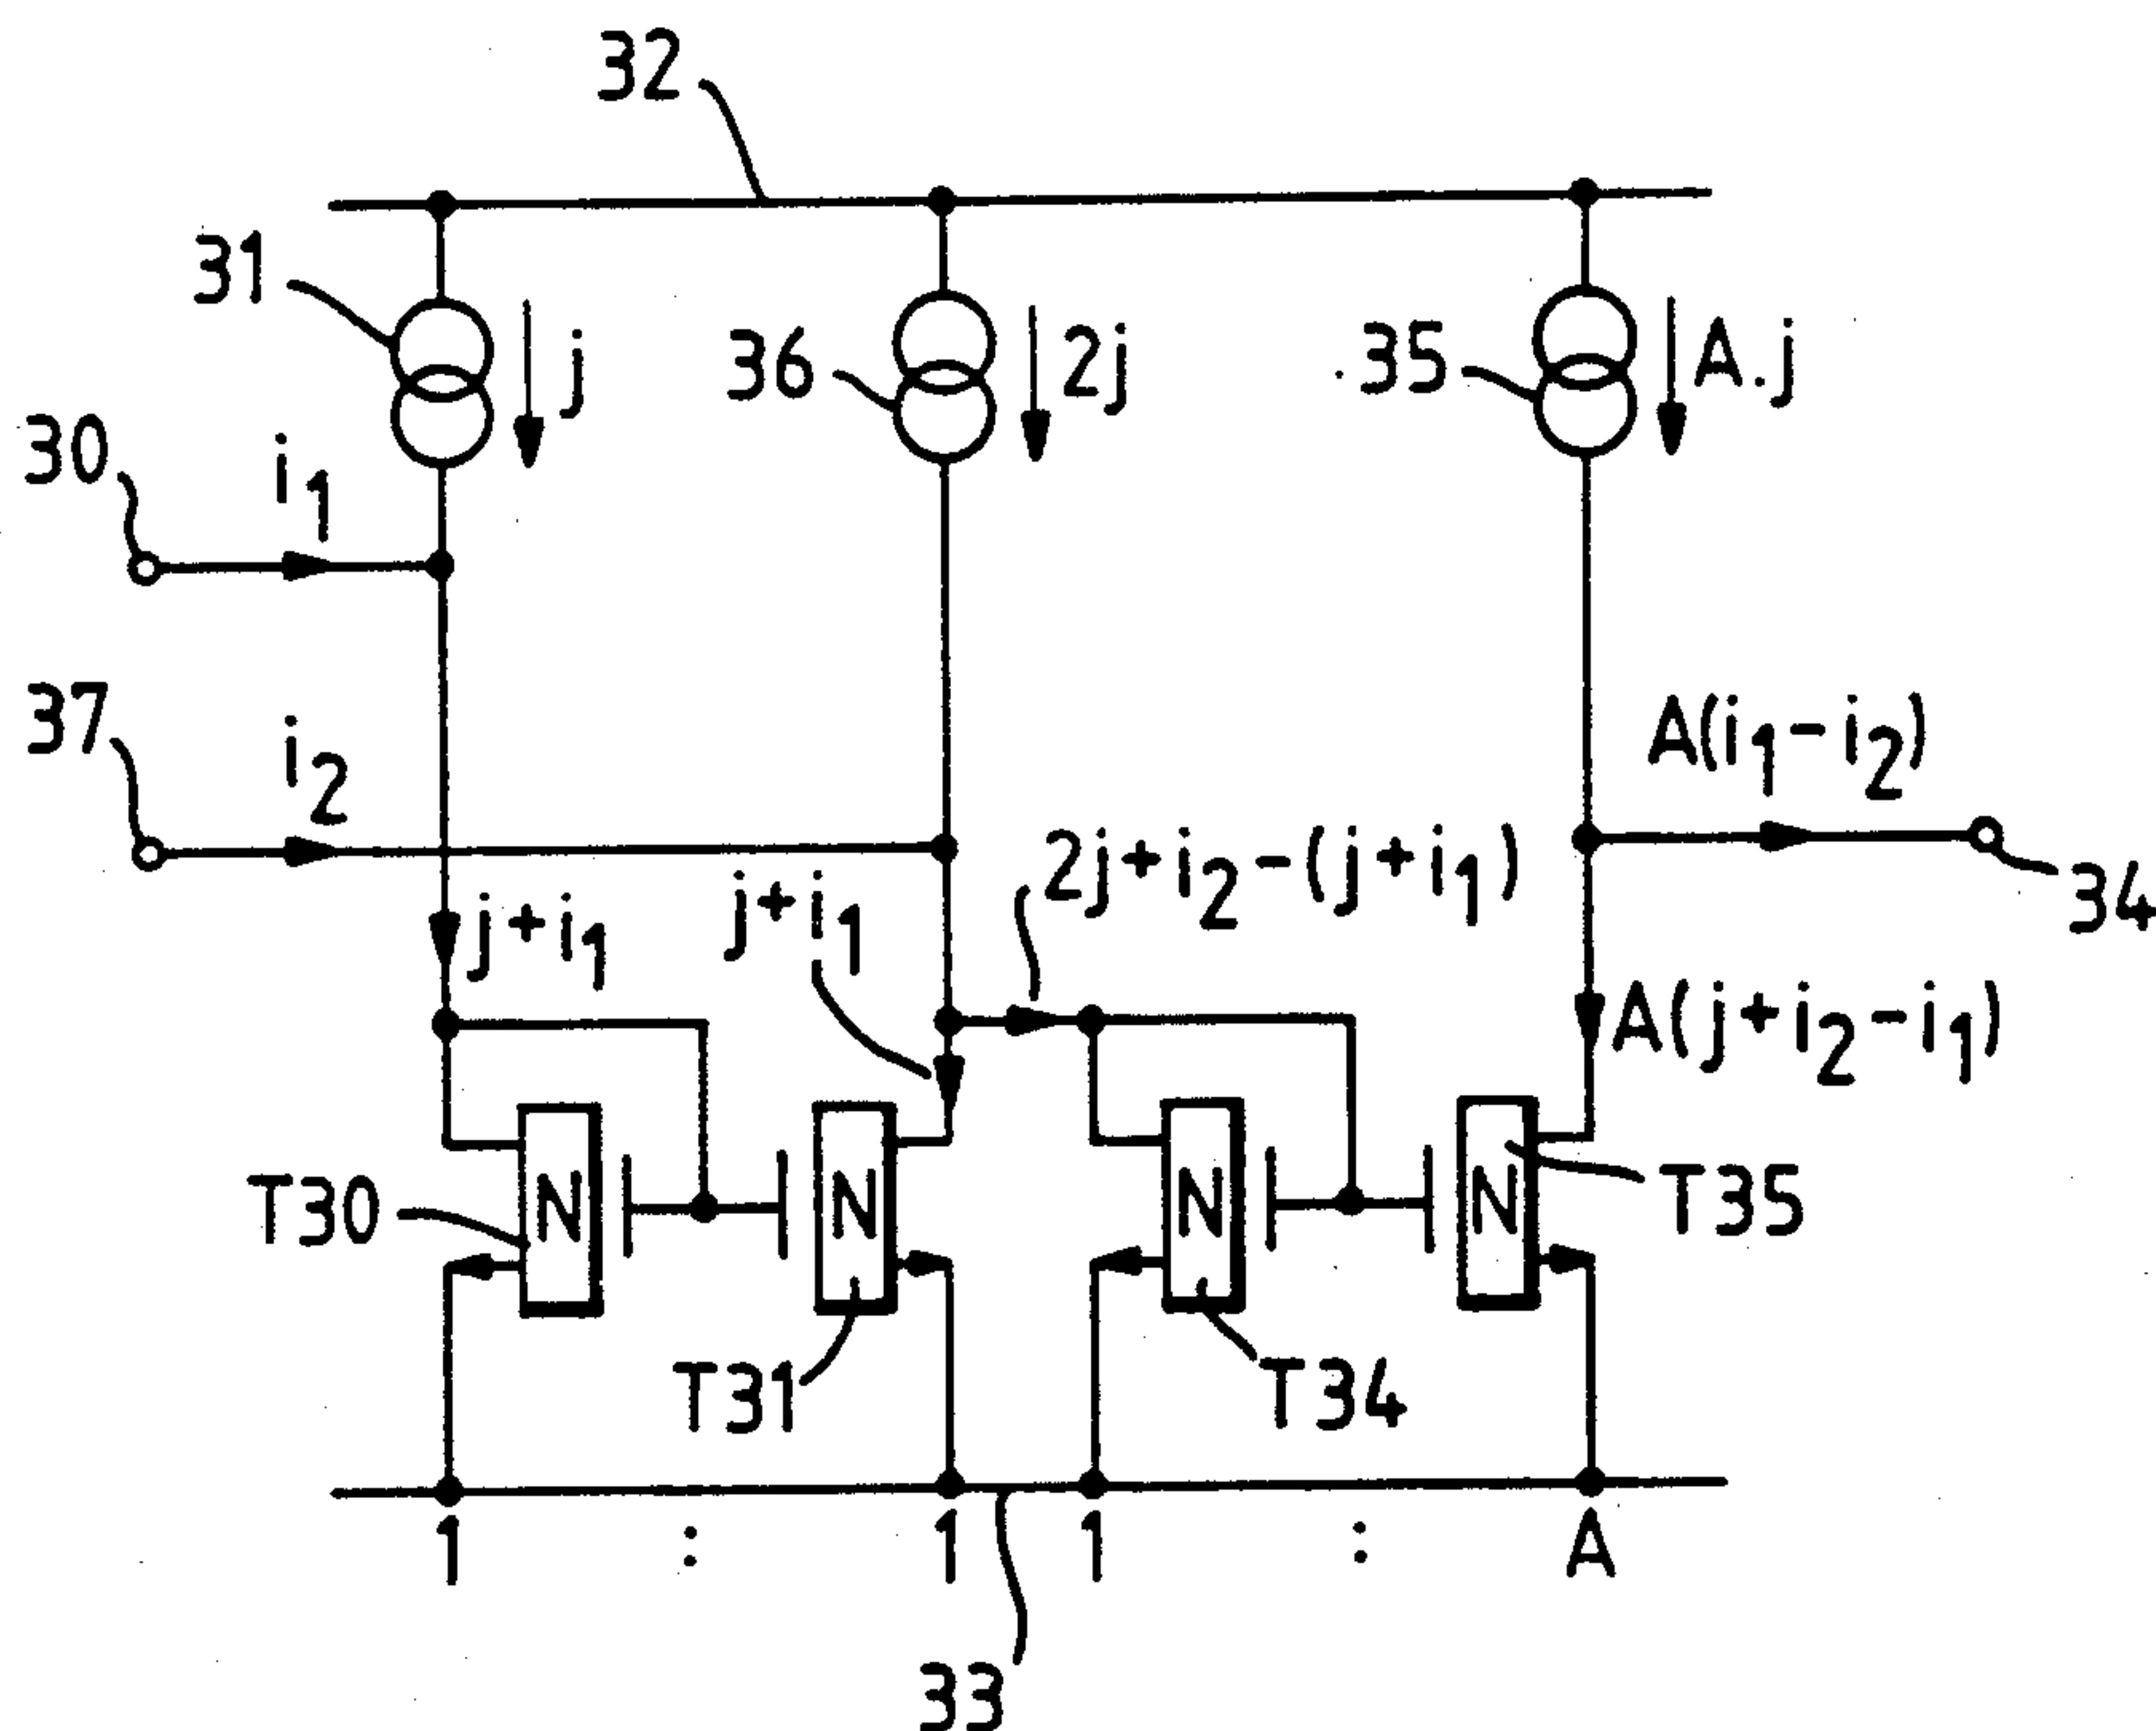 32
31
j
36
2j
35
A.j
30
i1
37
i2
A(i1-i2)
34
j+i1
j+i1
2j+i2-(j+i1)
A(j+i2-i1)
T30
N
N
N
N
T35
T31
T34
1 : 1 1 : A
33